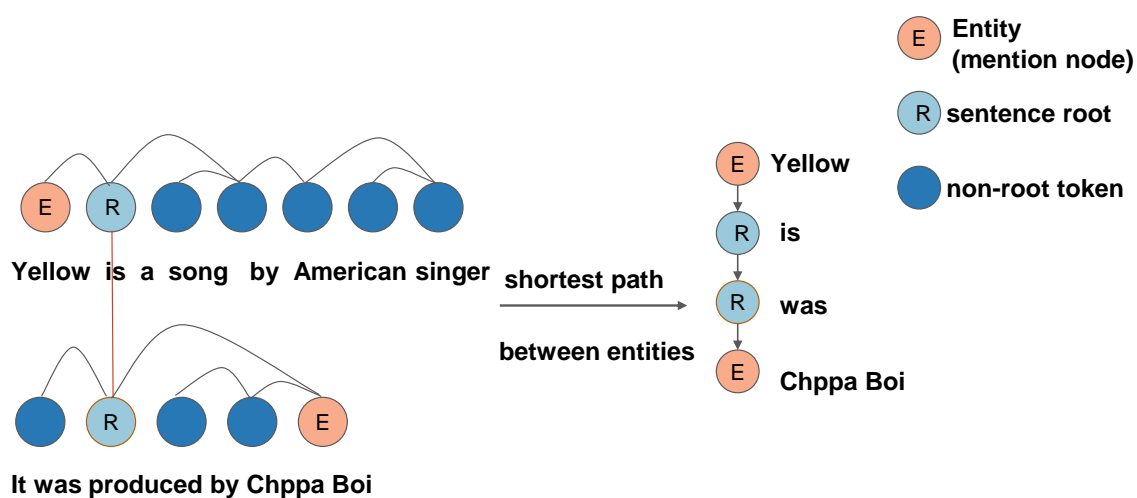 Entity
(mention node)
E
R
sentence root
non-root token
E
R
Yellow is a song by American singer
R
E
It was produced by Chppa Boi
shortest path
between entities
E
Yellow
R
is
R
was
E
Chppa Boi